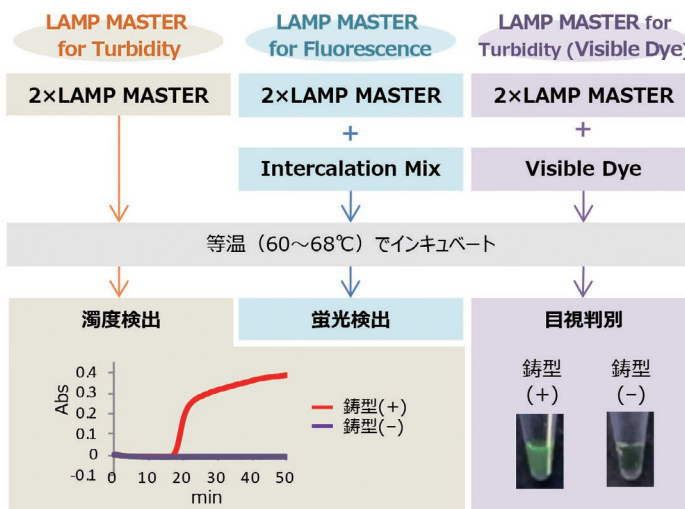 LAMP MASTER
for Turbidity
LAMP MASTER
for Fluorescence
LAMP MASTER for
Turbidity (Visible Dye)
2×LAMP MASTER
2×LAMP MASTER
2×LAMP MASTER
+
+
Intercalation Mix
Visible Dye
等温(60~68℃)でインキュベート
濁度検出
蛍光検出
目視判別
Abs
0.4
0.3
0.2
0.1
0
-0.1
0
10
20
30
40
50
min
鋳型(+)
鋳型(−)
鋳型
(+)
鋳型
(−)